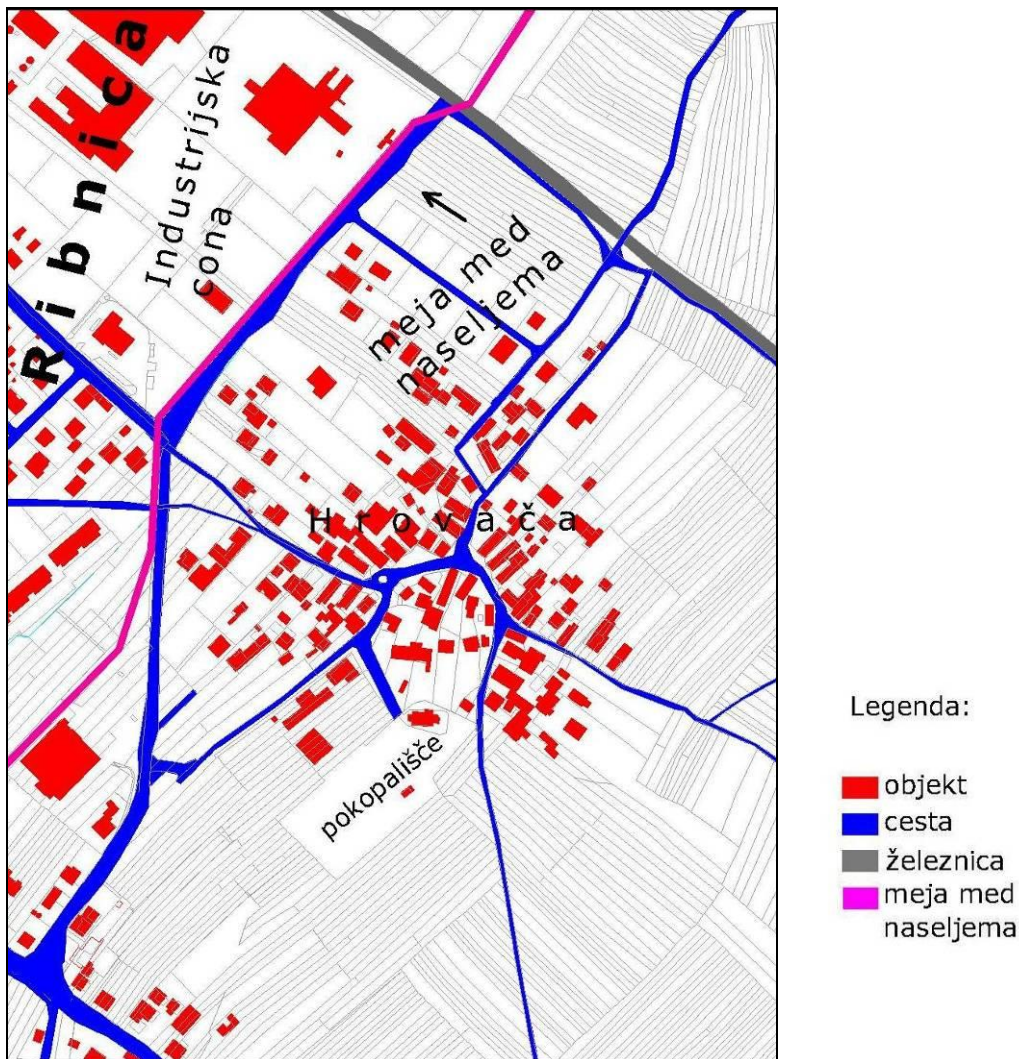 Ribnica
Industrijska
cona
meja med
naseljema
Hrovača
pokopališče
Legenda:
objekt
cesta
železnica
meja med
naseljema